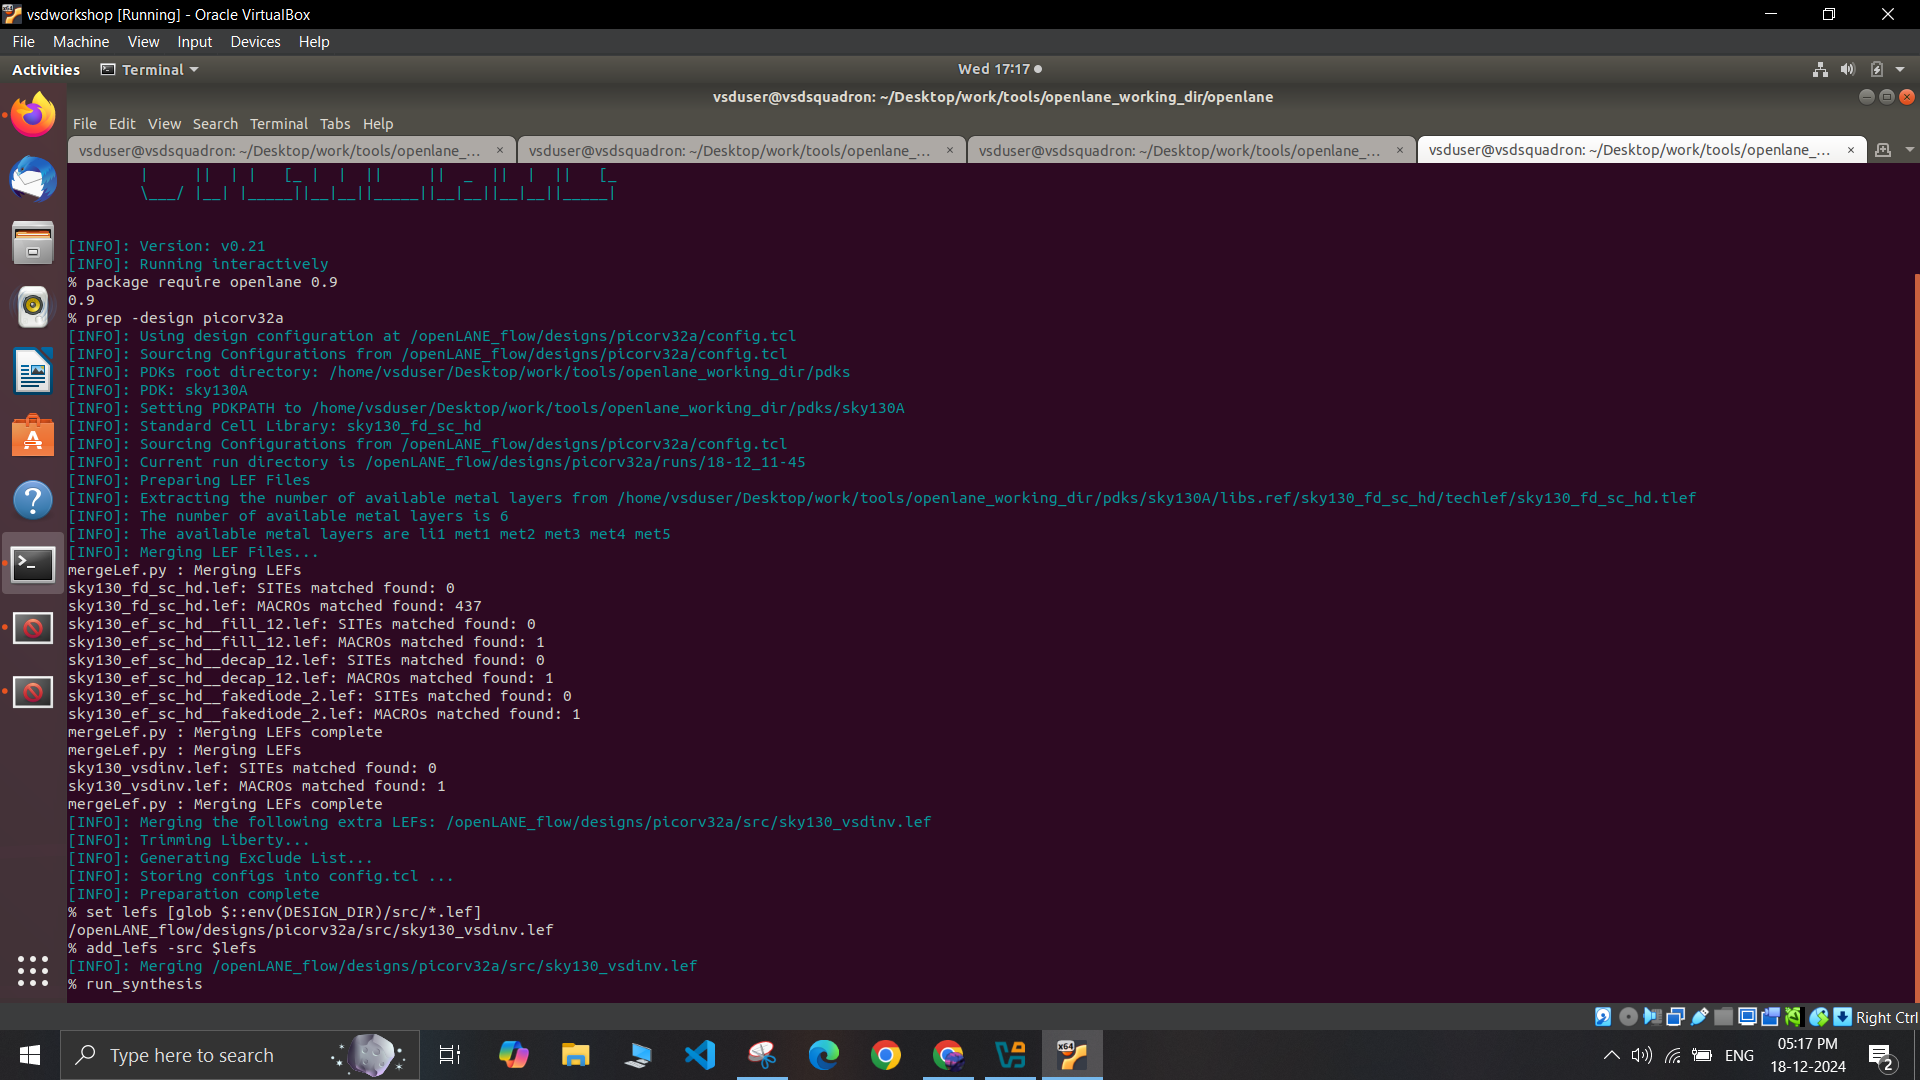 vsdworkshop [Running] - Oracle VirtualBox
File Machine View Input Devices Help
Activities Terminal Wed 17:17
vsduser@vsdsquadron: ~/Desktop/work/tools/openlane_working_dir/openlane
File Edit View Search Terminal Tabs Help
vsduser@vsdsquadron: ~/Desktop/work/tools/openlane_... × vsduser@vsdsquadron: ~/Desktop/work/tools/openlane_... × vsduser@vsdsquadron: ~/Desktop/work/tools/openlane_... × vsduser@vsdsquadron: ~/Desktop/work/tools/openlane_... ×
[INFO]: Version: v0.21
[INFO]: Running interactively
% package require openlane 0.9
0.9
% prep -design picorv32a
[INFO]: Using design configuration at /openLANE_flow/designs/picorv32a/config.tcl
[INFO]: Sourcing Configurations from /openLANE_flow/designs/picorv32a/config.tcl
[INFO]: PDKs root directory: /home/vsduser/Desktop/work/tools/openlane_working_dir/pdks
[INFO]: PDK: sky130A
[INFO]: Setting PDKPATH to /home/vsduser/Desktop/work/tools/openlane_working_dir/pdks/sky130A
[INFO]: Standard Cell Library: sky130_fd_sc_hd
[INFO]: Sourcing Configurations from /openLANE_flow/designs/picorv32a/config.tcl
[INFO]: Current run directory is /openLANE_flow/designs/picorv32a/runs/18-12_11-45
[INFO]: Preparing LEF Files
[INFO]: Extracting the number of available metal layers from /home/vsduser/Desktop/work/tools/openlane_working_dir/pdks/sky130A/libs.ref/sky130_fd_sc_hd/techlef/sky130_fd_sc_hd.tlef
[INFO]: The number of available metal layers is 6
[INFO]: The available metal layers are li1 met1 met2 met3 met4 met5
[INFO]: Merging LEF Files...
mergeLef.py : Merging LEFs
sky130_fd_sc_hd.lef: SITEs matched found: 0
sky130_fd_sc_hd.lef: MACROs matched found: 437
sky130_ef_sc_hd__fill_12.lef: SITEs matched found: 0
sky130_ef_sc_hd__fill_12.lef: MACROs matched found: 1
sky130_ef_sc_hd__decap_12.lef: SITEs matched found: 0
sky130_ef_sc_hd__decap_12.lef: MACROs matched found: 1
sky130_ef_sc_hd__fakediode_2.lef: SITEs matched found: 0
sky130_ef_sc_hd__fakediode_2.lef: MACROs matched found: 1
mergeLef.py : Merging LEFs complete
mergeLef.py : Merging LEFs
sky130_vsdinv.lef: SITEs matched found: 0
sky130_vsdinv.lef: MACROs matched found: 1
mergeLef.py : Merging LEFs complete
[INFO]: Merging the following extra LEFs: /openLANE_flow/designs/picorv32a/src/sky130_vsdinv.lef
[INFO]: Trimming Liberty...
[INFO]: Generating Exclude List...
[INFO]: Storing configs into config.tcl ...
[INFO]: Preparation complete
% set lefs [glob $::env(DESIGN_DIR)/src/*.lef]
/openLANE_flow/designs/picorv32a/src/sky130_vsdinv.lef
% add_lefs -src $lefs
[INFO]: Merging /openLANE_flow/designs/picorv32a/src/sky130_vsdinv.lef
% run_synthesis
Right Ctrl
Type here to search
ENG
05:17 PM
18-12-2024
2